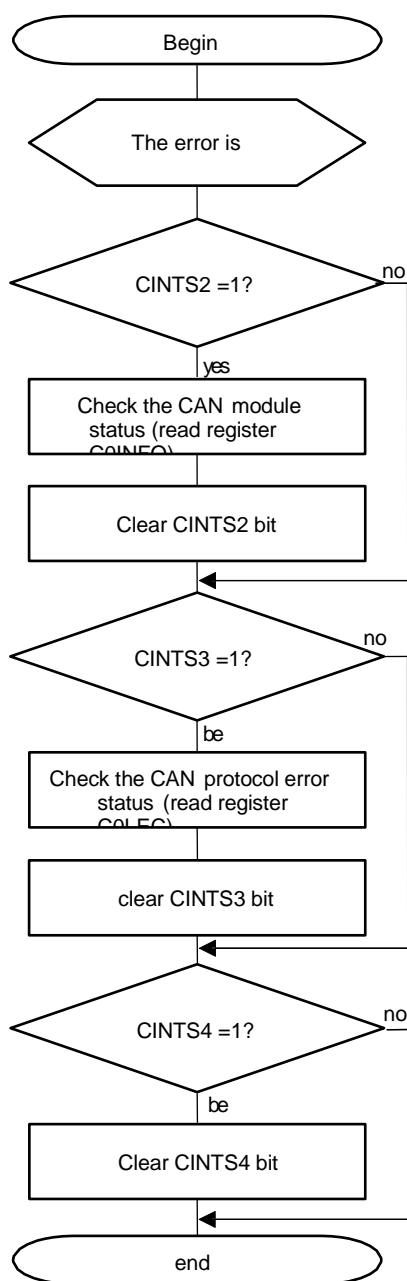 Begin
The error is
CINTS2 =1?
no
yes
Check the CAN module
status (read register
C0INFO)
Clear CINTS2 bit
CINTS3 =1?
no
be
Check the CAN protocol error
status (read register
C0LEC)
clear CINTS3 bit
CINTS4 =1?
no
be
Clear CINTS4 bit
end